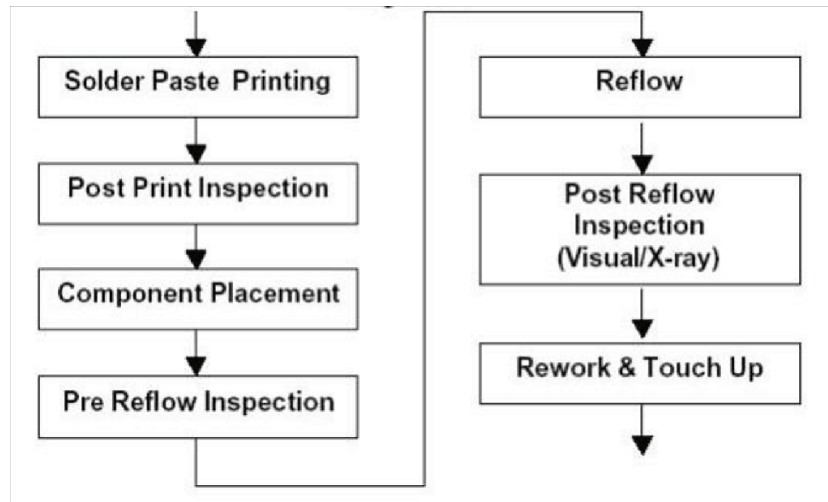 Solder Paste Printing
Post Print Inspection
Component Placement
Pre Reflow Inspection
Reflow
Post Reflow
Inspection
(Visual/X-ray)
Rework & Touch Up